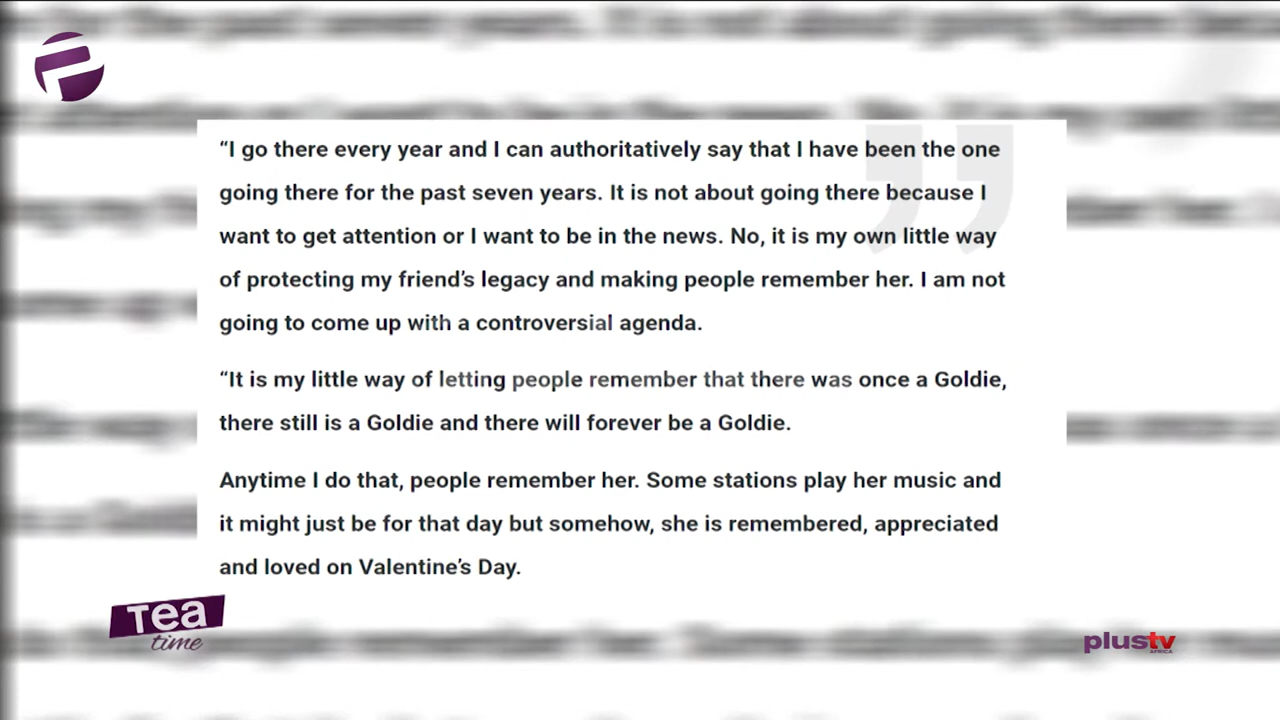 “I go there every year and I can authoritatively say that I have been the one
going there for the past seven years. It is not about going there because I
want to get attention or I want to be in the news. No, it is my own little way
of protecting my friend’s legacy and making people remember her. I am not
going to come up with a controversial agenda.
“It is my little way of letting people remember that there was once a Goldie,
there still is a Goldie and there will forever be a Goldie.
Anytime I do that, people remember her. Some stations play her music and
it might just be for that day but somehow, she is remembered, appreciated
and loved on Valentine’s Day.
Tea
time
plustv
AFRICA